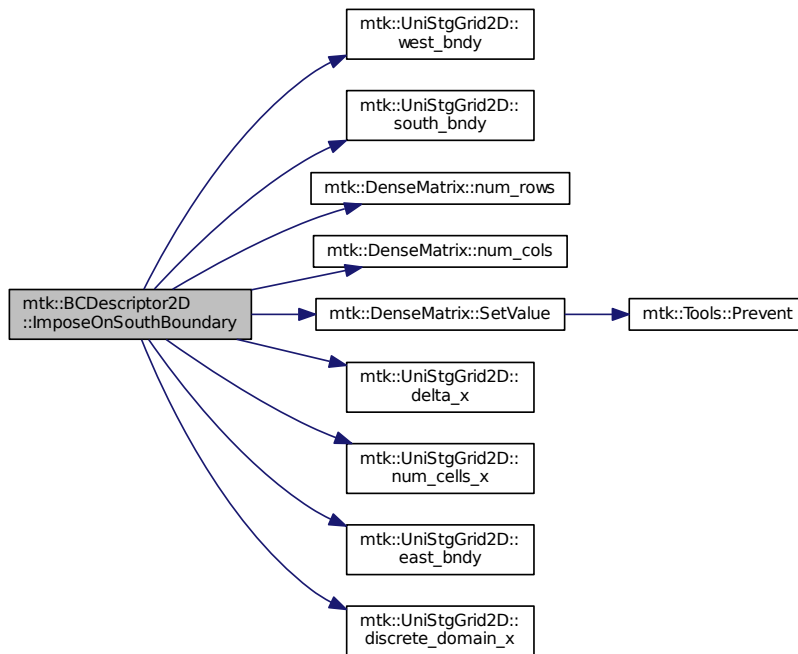 mtk::UniStgGrid2D::
west_bndy
mtk::UniStgGrid2D::
south_bndy
mtk::DenseMatrix::num_rows
mtk::DenseMatrix::num_cols
mtk::BCDescriptor2D
::ImposeOnSouthBoundary
mtk::DenseMatrix::SetValue
mtk::Tools::Prevent
mtk::UniStgGrid2D::
delta_x
mtk::UniStgGrid2D::
num_cells_x
mtk::UniStgGrid2D::
east_bndy
mtk::UniStgGrid2D::
discrete_domain_x